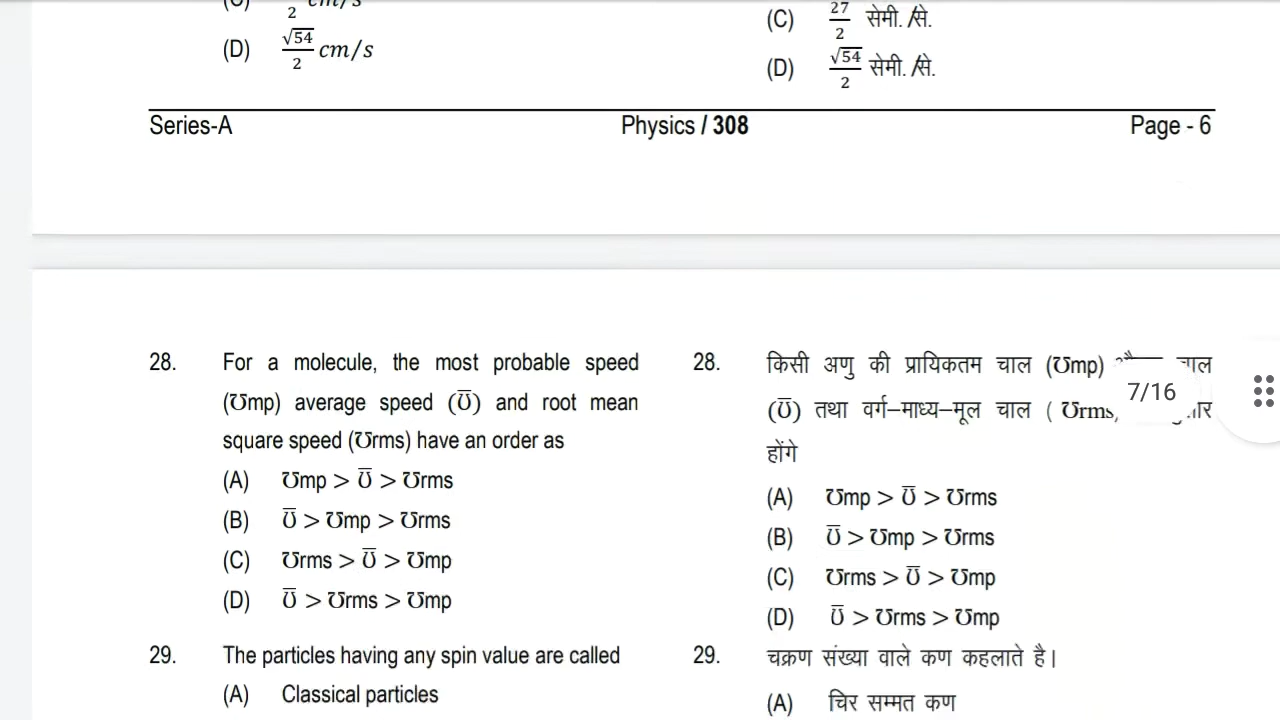 2
(D) √54/2 cm/s
(C) 27/2 सेमी./से.
(D) √54/2 सेमी./से.
Series-A Physics / 308 Page - 6
28. For a molecule, the most probable speed
(Ʊmp) average speed (Ʊ̅) and root mean
square speed (Ʊrms) have an order as
(A) Ʊmp > Ʊ̅ > Ʊrms
(B) Ʊ̅ > Ʊmp > Ʊrms
(C) Ʊrms > Ʊ̅ > Ʊmp
(D) Ʊ̅ > Ʊrms > Ʊmp
29. The particles having any spin value are called
(A) Classical particles
28. किसी अणु की प्रायिकतम चाल (Ʊmp)
(Ʊ̅) तथा वर्ग–माध्य–मूल चाल ( Ʊrms
होंगे
(A) Ʊmp > Ʊ̅ > Ʊrms
(B) Ʊ̅ > Ʊmp > Ʊrms
(C) Ʊrms > Ʊ̅ > Ʊmp
(D) Ʊ̅ > Ʊrms > Ʊmp
29. चक्रण संख्या वाले कण कहलाते है।
(A) चिर सम्मत कण
7/16